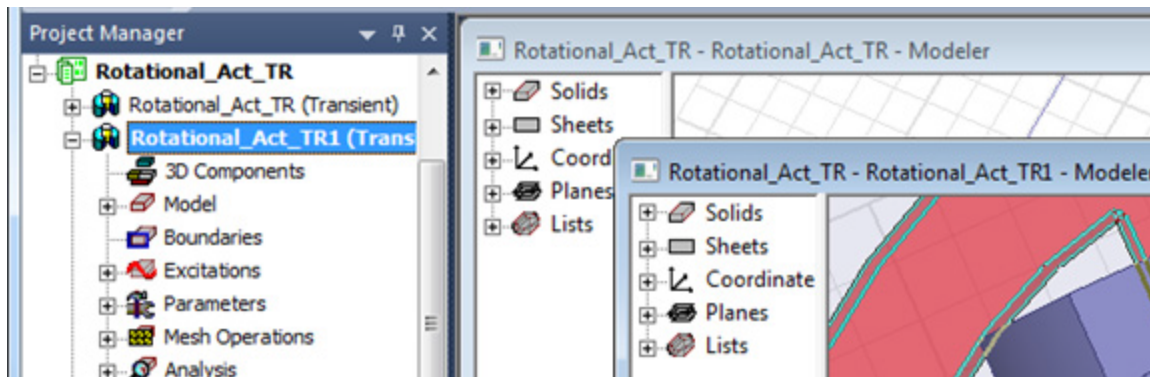 Project Manager
Rotational_Act_TR
Rotational_Act_TR (Transient)
Rotational_Act_TR1 (Trans
3D Components
Model
Boundaries
Excitations
Parameters
Mesh Operations
Analysis
Rotational_Act_TR - Rotational_Act_TR - Modeler
Solids
Sheets
Coord
Planes
Lists
Rotational_Act_TR - Rotational_Act_TR1 - Modeler
Solids
Sheets
Coordinate
Planes
Lists